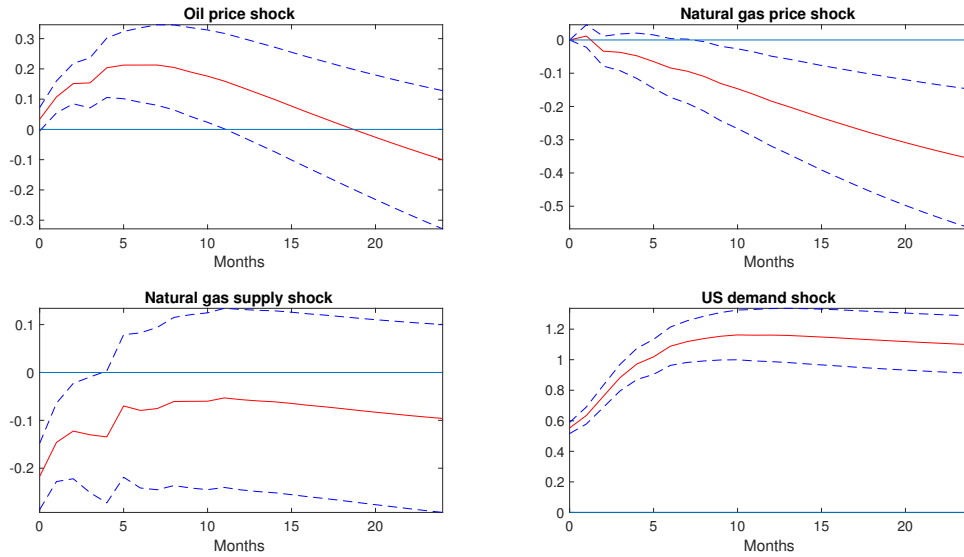 Oil price shock
0.3
0.2
0.1
0
-0.1
-0.2
-0.3
0 5 10 15 20
Months
Natural gas price shock
0
-0.1
-0.2
-0.3
-0.4
-0.5
0 5 10 15 20
Months
Natural gas supply shock
0.1
0
-0.1
-0.2
0 5 10 15 20
Months
US demand shock
1.2
1
0.8
0.6
0.4
0.2
0
0 5 10 15 20
Months